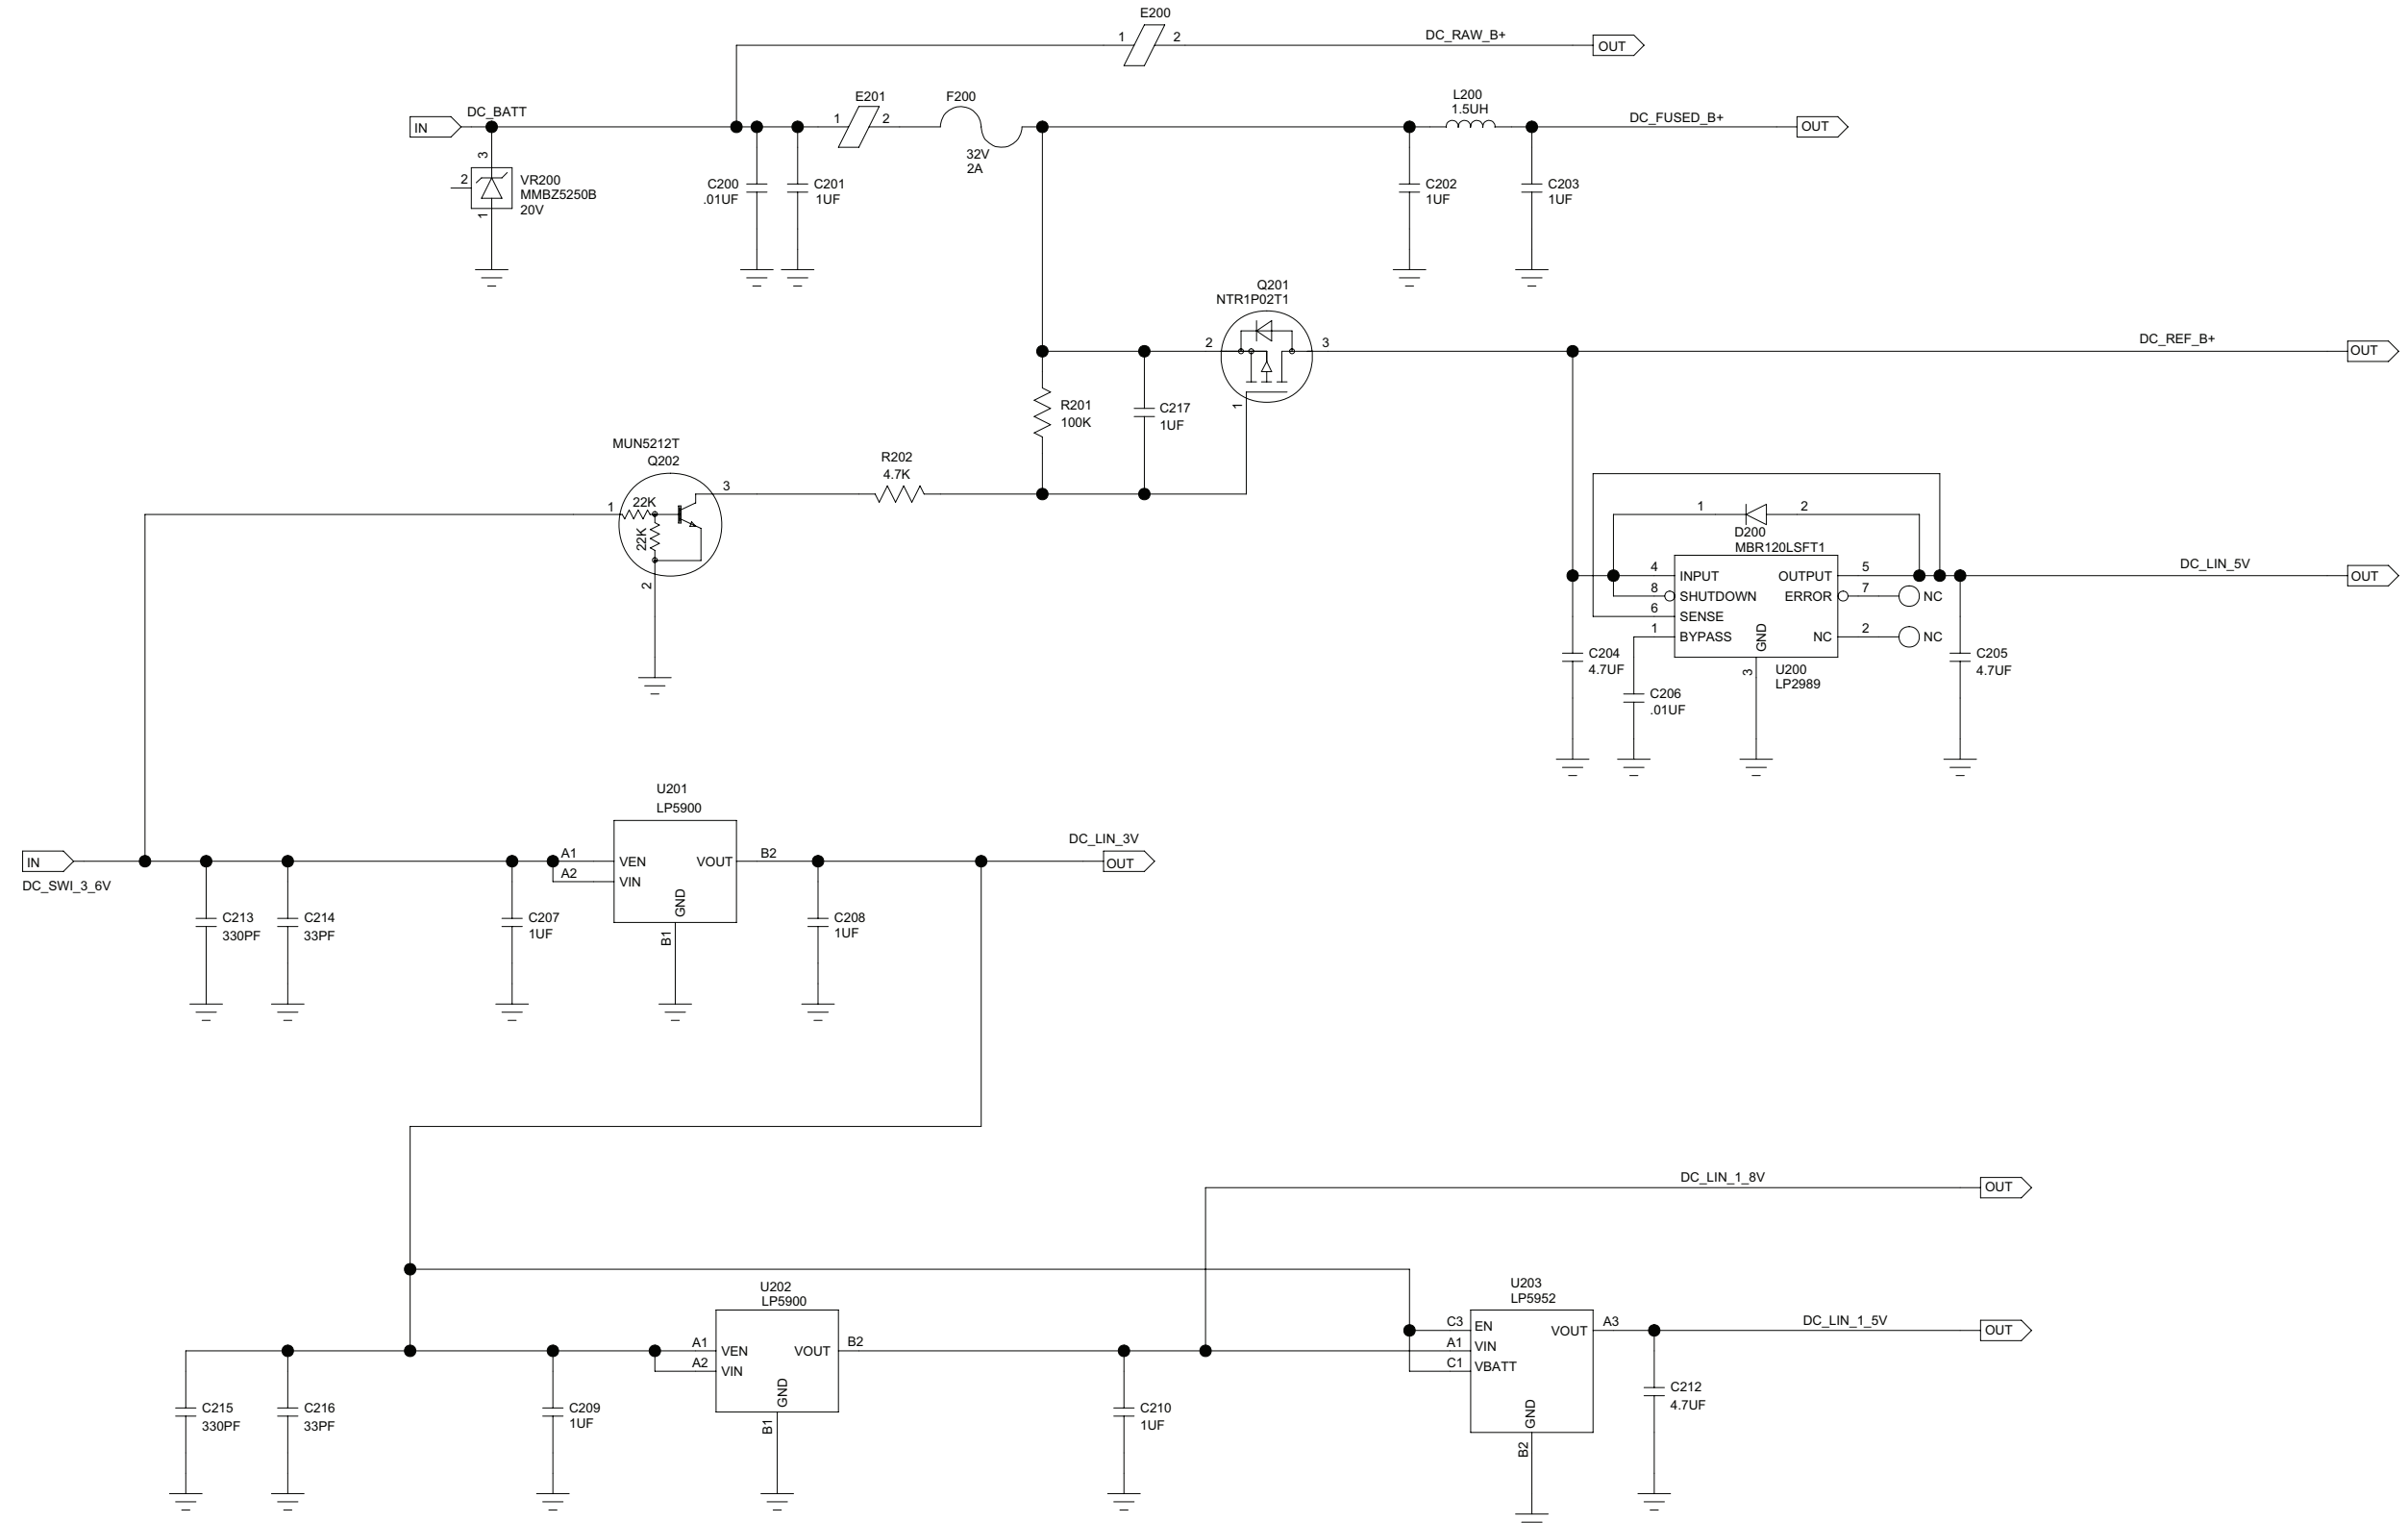 E200
1
2
DC_RAW_B+
OUT
IN
DC_BATT
E201
1
2
F200
32V
2A
L200
1.5UH
DC_FUSED_B+
OUT
3
2
1
VR200
MMBZ5250B
20V
C200
.01UF
C201
1UF
C202
1UF
C203
1UF
Q201
NTR1P02T1
2
3
1
DC_REF_B+
OUT
R201
100K
C217
1UF
MUN5212T
Q202
1
22K
22K
3
2
R202
4.7K
1
2
D200
MBR120LSFT1
4
INPUT
OUTPUT
5
DC_LIN_5V
OUT
8
SHUTDOWN
ERROR
7
NC
6
SENSE
1
BYPASS
GND
NC
2
NC
3
U200
LP2989
C204
4.7UF
C205
4.7UF
C206
.01UF
U201
LP5900
IN
DC_SWI_3_6V
A1
VEN
VOUT
B2
A2
VIN
GND
B1
DC_LIN_3V
OUT
C213
330PF
C214
33PF
C207
1UF
C208
1UF
DC_LIN_1_8V
OUT
U202
LP5900
A1
VEN
VOUT
B2
A2
VIN
GND
B1
U203
LP5952
C3
EN
VOUT
A3
A1
VIN
C1
VBATT
GND
B2
DC_LIN_1_5V
OUT
C215
330PF
C216
33PF
C209
1UF
C210
1UF
C212
4.7UF